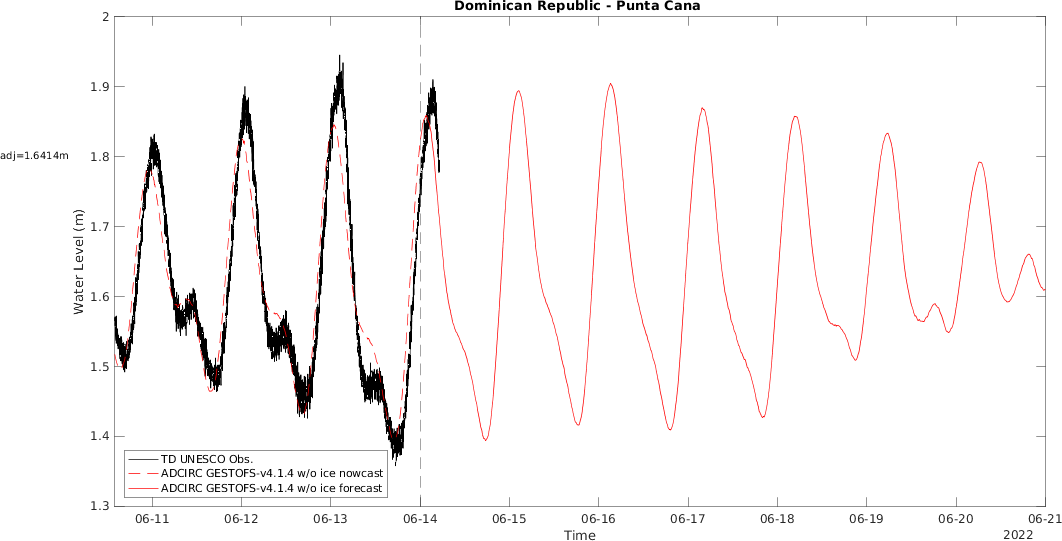 Dominican Republic - Punta Cana
2
1.9
1.8
1.7
1.6
1.5
1.4
1.3
adj=1.6414m
Water Level (m)
TD UNESCO Obs.
ADCIRC GESTOFS-v4.1.4 w/o ice nowcast
ADCIRC GESTOFS-v4.1.4 w/o ice forecast
06-11 06-12 06-13 06-14 06-15 06-16 06-17 06-18 06-19 06-20 06-21
Time
2022